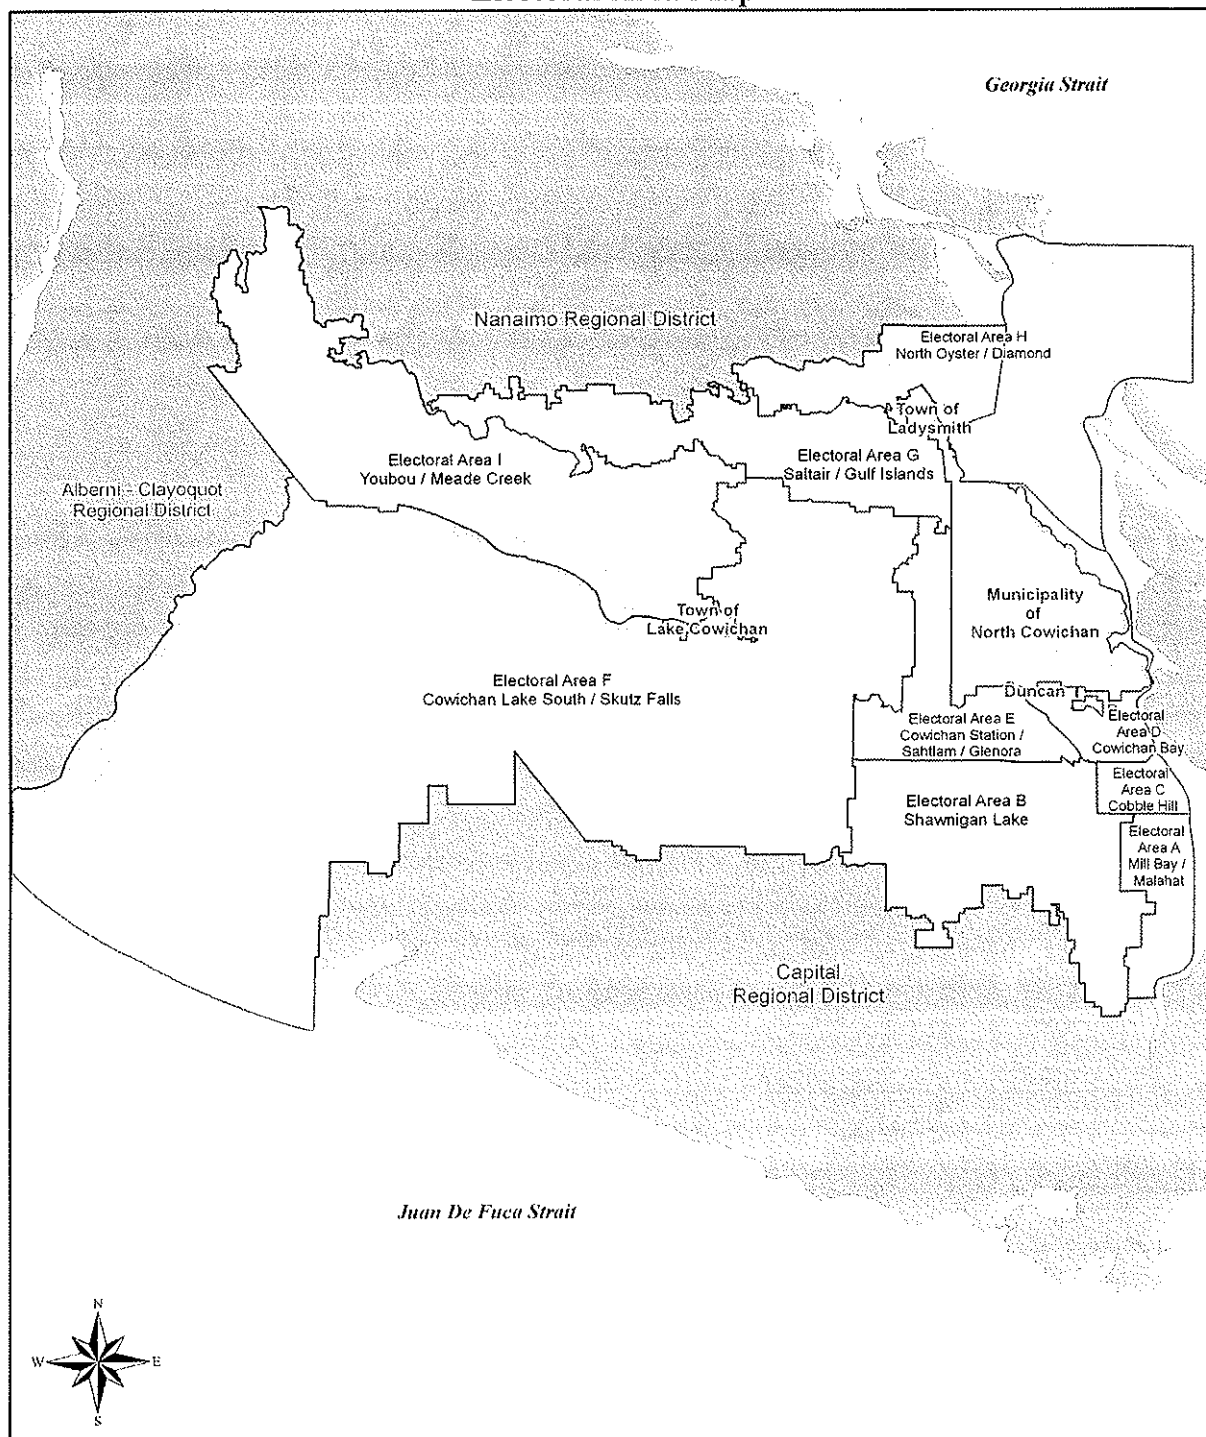 Georgia Strait
Nanaimo Regional District
Electoral Area H
North Oyster / Diamond
Town of
Ladysmith
Electoral Area I
Youbou / Meade Creek
Electoral Area G
Saltair / Gulf Islands
Alberni - Clayoquot
Regional District
Municipality
of
North Cowichan
Town of
Lake Cowichan
Electoral Area F
Cowichan Lake South / Skutz Falls
Duncan
Electoral Area E
Cowichan Station /
Sahtlam / Glenora
Electoral
Area D
Cowichan Bay
Electoral
Area C
Cobble Hill
Electoral Area B
Shawnigan Lake
Electoral
Area A
Mill Bay /
Malahat
Capital
Regional District
Juan De Fuca Strait
N
W
E
S